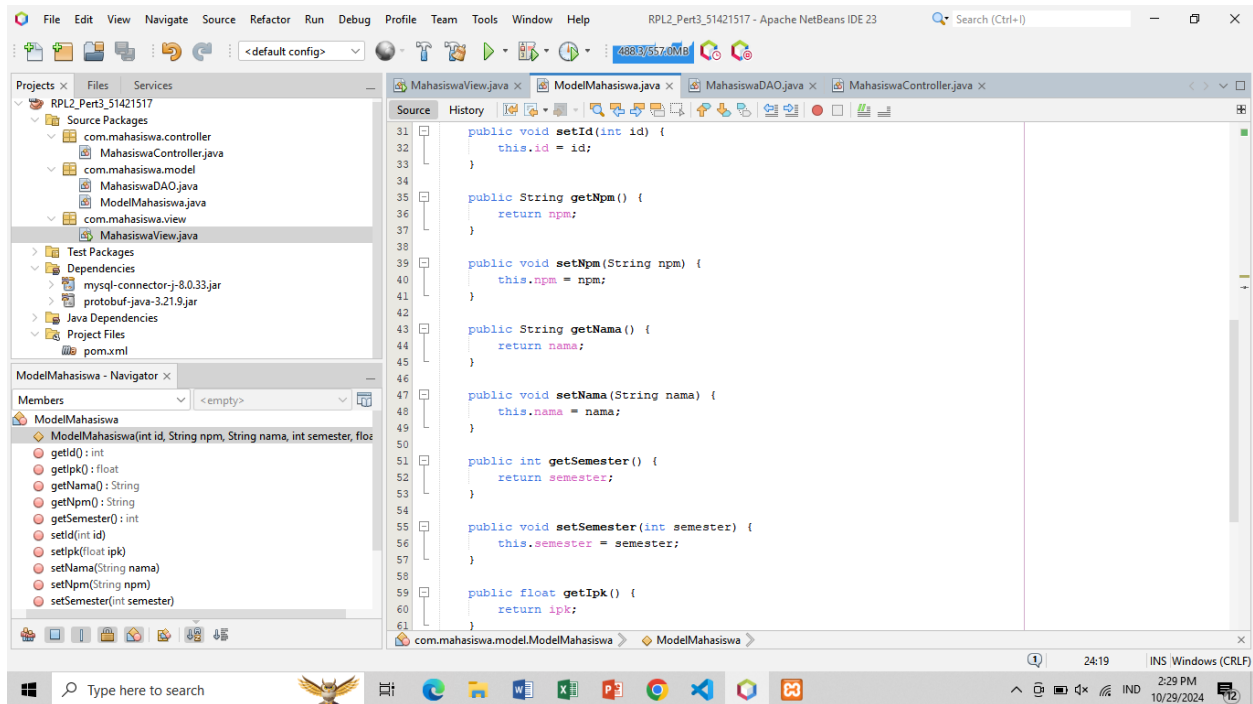 File Edit View Navigate Source Refactor Run Debug Profile Team Tools Window Help RPL2_Pert3_51421517 - Apache NetBeans IDE 23 Search (Ctrl+I)
<default config> 488.3/557.0MB
Projects Files Services
RPL2_Pert3_51421517
Source Packages
com.mahasiswa.controller
MahasiswaController.java
com.mahasiswa.model
MahasiswaDAO.java
ModelMahasiswa.java
com.mahasiswa.view
MahasiswaView.java
Test Packages
Dependencies
mysql-connector-j-8.0.33.jar
protobuf-java-3.21.9.jar
Java Dependencies
Project Files
pom.xml
ModelMahasiswa - Navigator
Members <empty>
ModelMahasiswa
ModelMahasiswa(int id, String npm, String nama, int semester, floa
getId() : int
getIpk() : float
getNama() : String
getNpm() : String
getSemester() : int
setId(int id)
setIpk(float ipk)
setNama(String nama)
setNpm(String npm)
setSemester(int semester)
MahasiswaView.java ModelMahasiswa.java MahasiswaDAO.java MahasiswaController.java
Source History
31 public void setId(int id) {
32 this.id = id;
33 }
34
35 public String getNpm() {
36 return npm;
37 }
38
39 public void setNpm(String npm) {
40 this.npm = npm;
41 }
42
43 public String getNama() {
44 return nama;
45 }
46
47 public void setNama(String nama) {
48 this.nama = nama;
49 }
50
51 public int getSemester() {
52 return semester;
53 }
54
55 public void setSemester(int semester) {
56 this.semester = semester;
57 }
58
59 public float getIpk() {
60 return ipk;
61 }
com.mahasiswa.model.ModelMahasiswa ModelMahasiswa
1 24:19 INS Windows (CRLF)
Type here to search IND 2:29 PM
10/29/2024 12